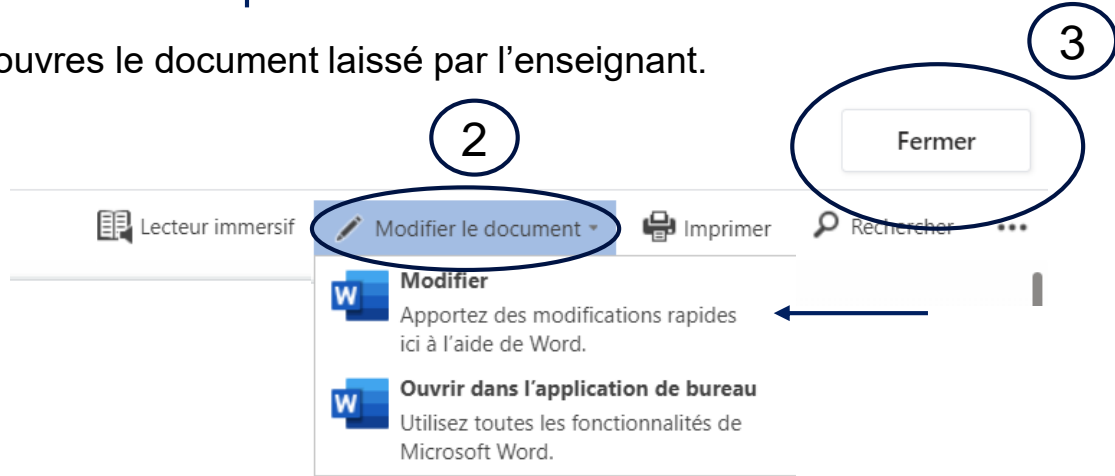 3
ouvres le document laissé par l’enseignant.
2
Fermer
Lecteur immersif Modifier le document Imprimer Rechercher •••
Modifier
Apportez des modifications rapides
ici à l’aide de Word.
Ouvrir dans l’application de bureau
Utilisez toutes les fonctionnalités de
Microsoft Word.